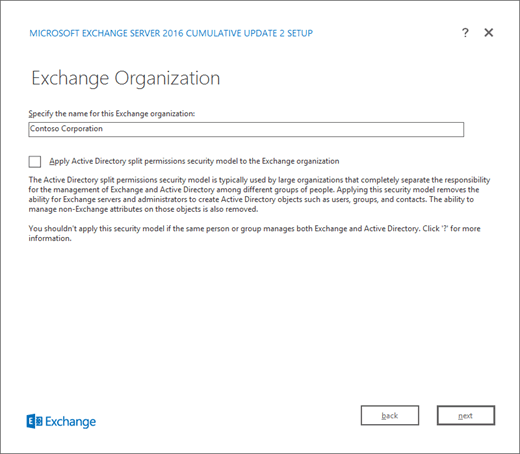 MICROSOFT EXCHANGE SERVER 2016 CUMULATIVE UPDATE 2 SETUP
?
Exchange Organization
Specify the name for this Exchange organization:
Contoso Corporation
Apply Active Directory split permissions security model to the Exchange organization
The Active Directory split permissions security model is typically used by large organizations that completely separate the responsibility
for the management of Exchange and Active Directory among different groups of people. Applying this security model removes the
ability for Exchange servers and administrators to create Active Directory objects such as users, groups, and contacts. The ability to
manage non-Exchange attributes on those objects is also removed.
You shouldn't apply this security model if the same person or group manages both Exchange and Active Directory. Click '?' for more
information.
E Exchange
back
next